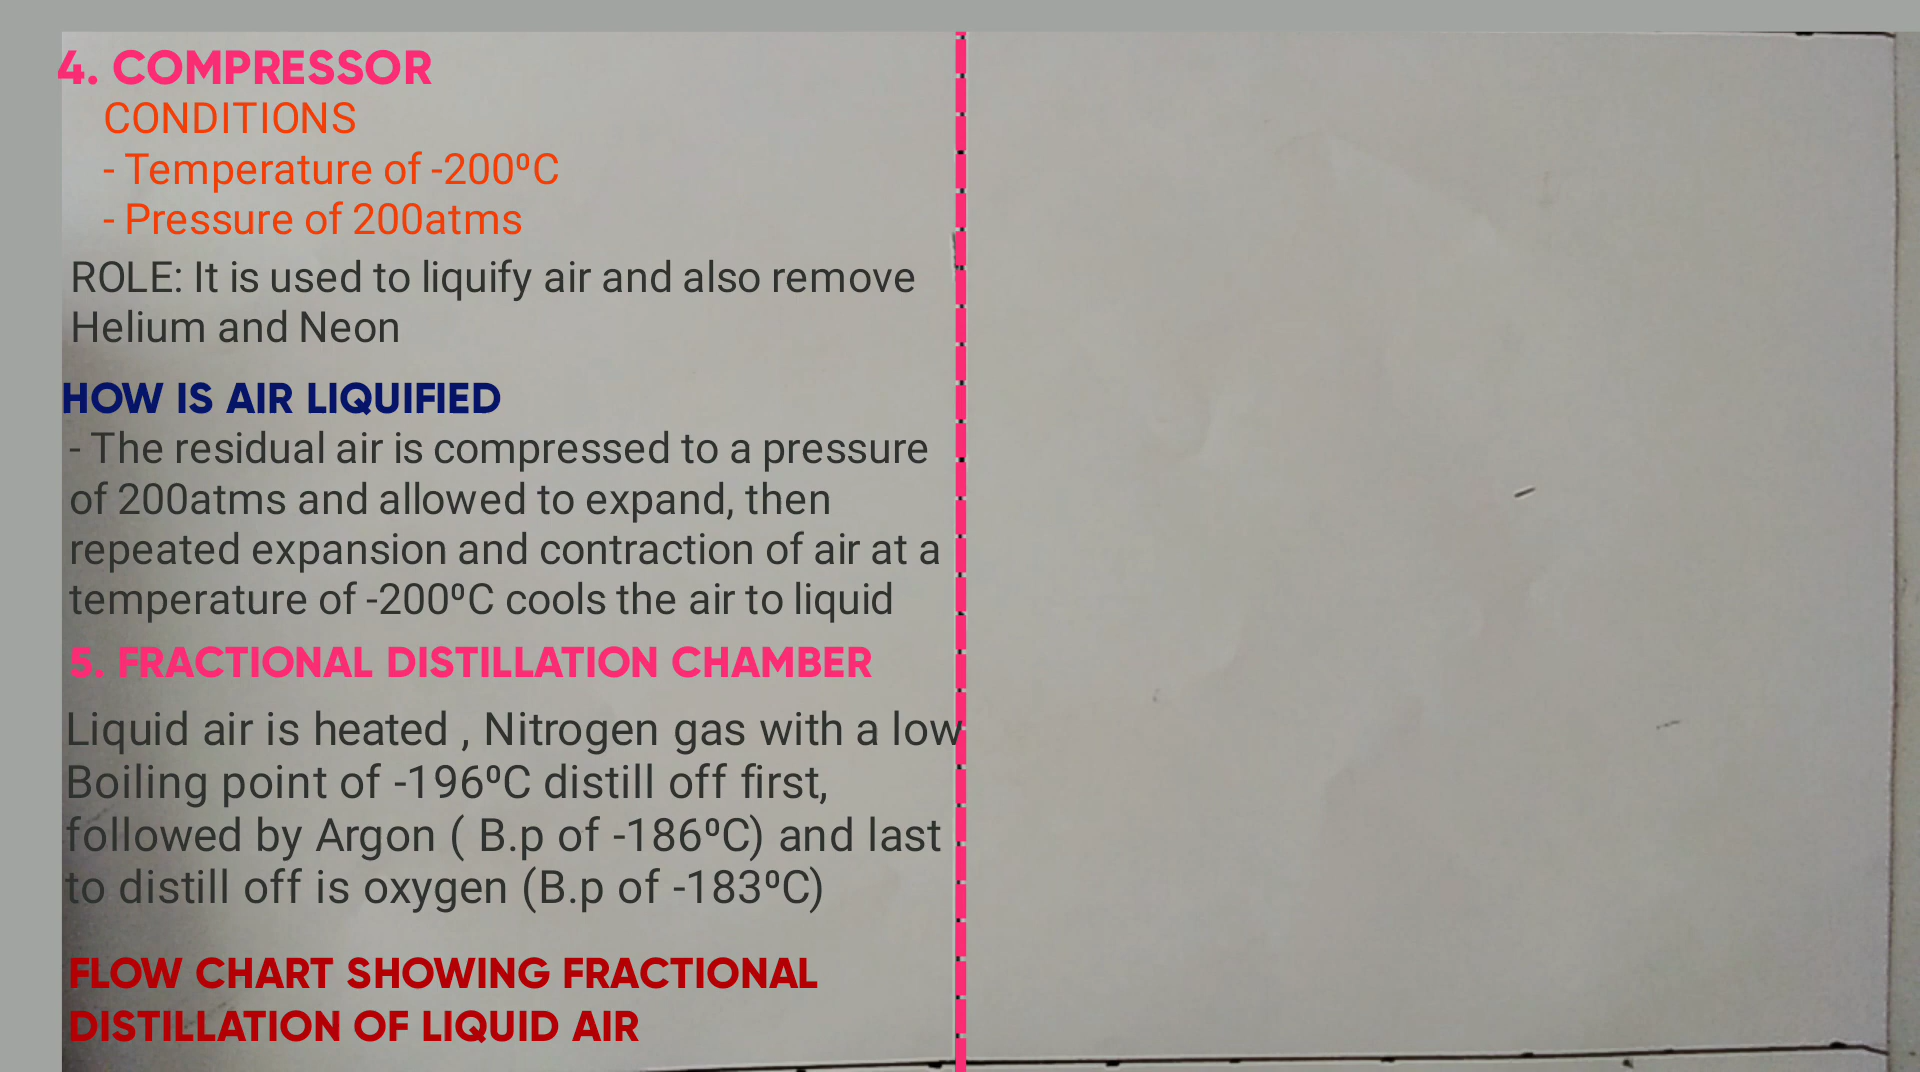 4. COMPRESSOR
CONDITIONS
- Temperature of -200⁰C
- Pressure of 200atms
ROLE: It is used to liquify air and also remove
Helium and Neon
HOW IS AIR LIQUIFIED
- The residual air is compressed to a pressure
of 200atms and allowed to expand, then
repeated expansion and contraction of air at a
temperature of -200⁰C cools the air to liquid
5. FRACTIONAL DISTILLATION CHAMBER
Liquid air is heated , Nitrogen gas with a low
Boiling point of -196⁰C distill off first,
followed by Argon ( B.p of -186⁰C) and last
to distill off is oxygen (B.p of -183⁰C)
FLOW CHART SHOWING FRACTIONAL
DISTILLATION OF LIQUID AIR